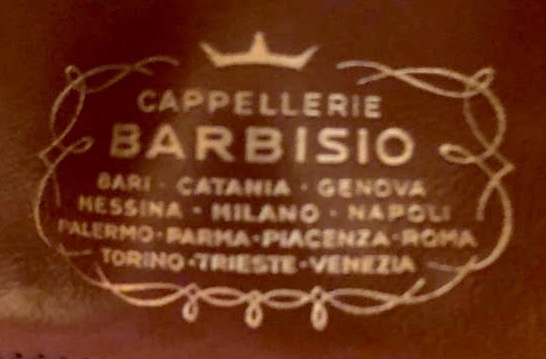 CAPPELLERIE
BARBISIO
BARI · CATANIA · GENOVA
MESSINA · MILANO · NAPOLI
PALERMO·PARMA·PIACENZA·ROMA
TORINO·TRIESTE·VENEZIA